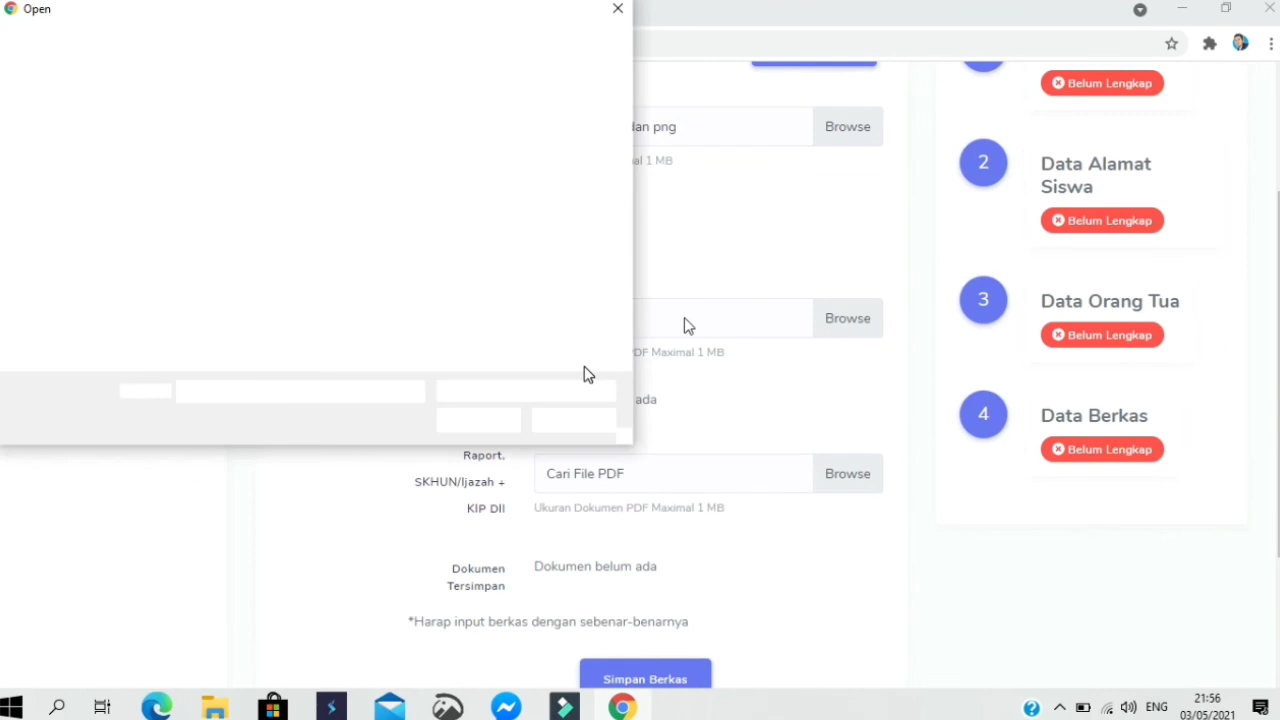 Open
dan png
Browse
al 1 MB
Browse
PDF Maximal 1 MB
ada
Raport,
SKHUN/Ijazah +
KIP Dll
Cari File PDF
Browse
Ukuran Dokumen PDF Maximal 1 MB
Dokumen
Tersimpan
Dokumen belum ada
*Harap input berkas dengan sebenar-benarnya
Simpan Berkas
Belum Lengkap
2
Data Alamat
Siswa
Belum Lengkap
3
Data Orang Tua
Belum Lengkap
4
Data Berkas
Belum Lengkap
ENG
21:56
03/05/2021